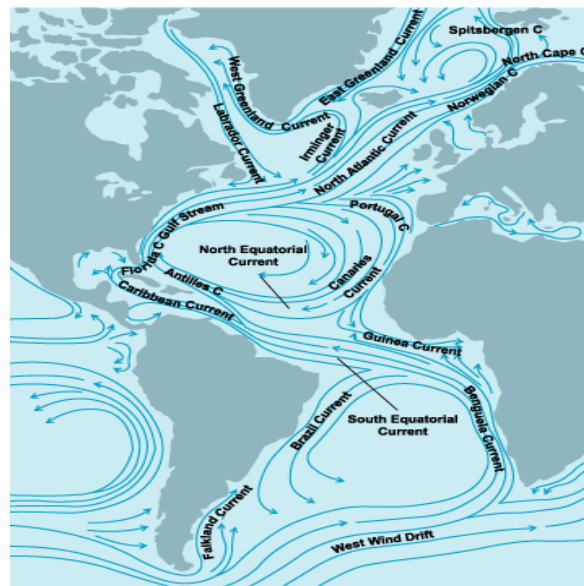 Spitsbergen C
North Cape C
East Greenland Current
West Greenland Current
Norwegian C
Labrador Current
Irminger
Current
North Atlantic Current
Portugal C
Florida C Gulf Stream
North Equatorial
Current
Canaries
Current
Antilles C
Caribbean Current
Guinea Current
South Equatorial
Current
Brazil Current
Benguela Current
Falkland Current
West Wind Drift